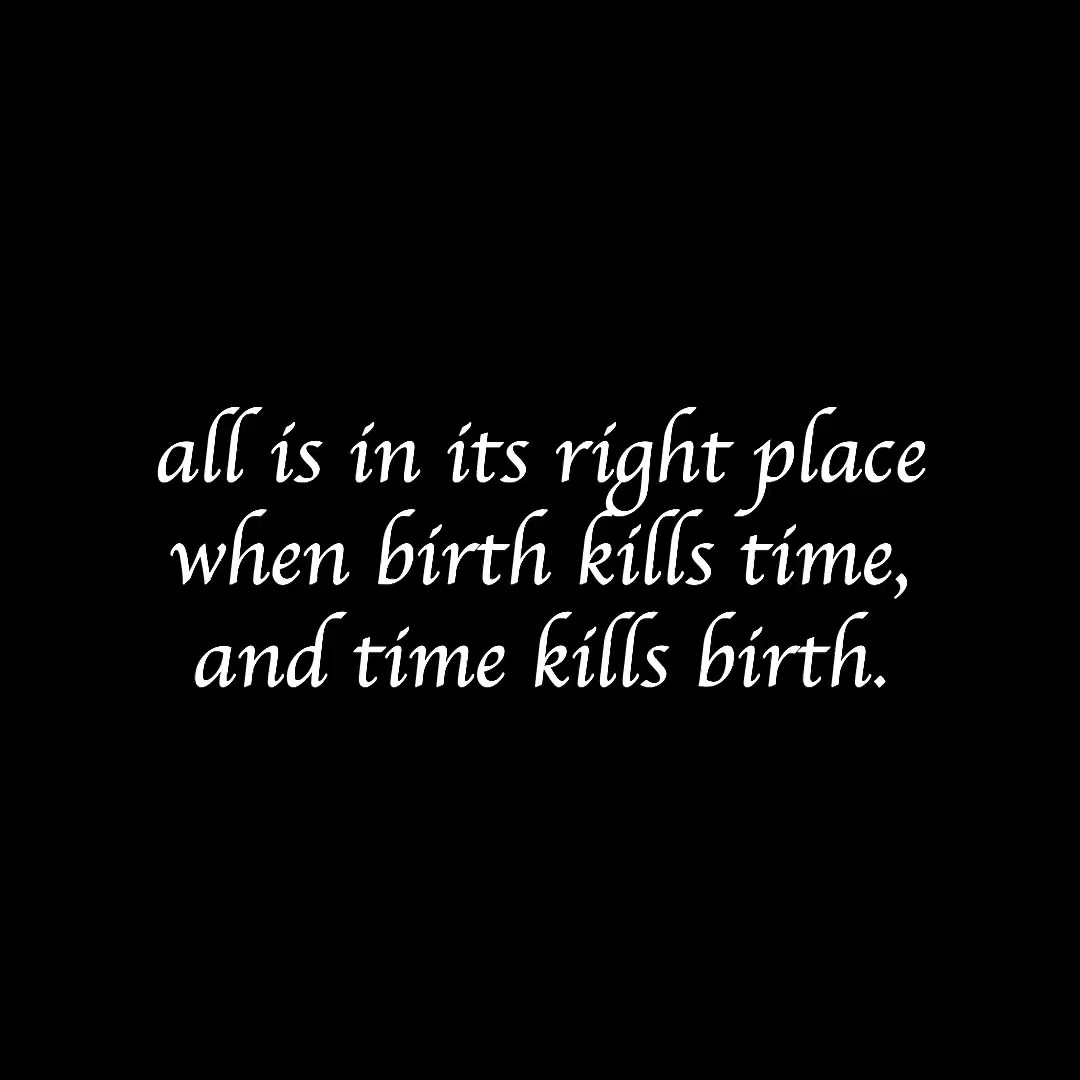 all is in its right place
when birth kills time,
and time kills birth.